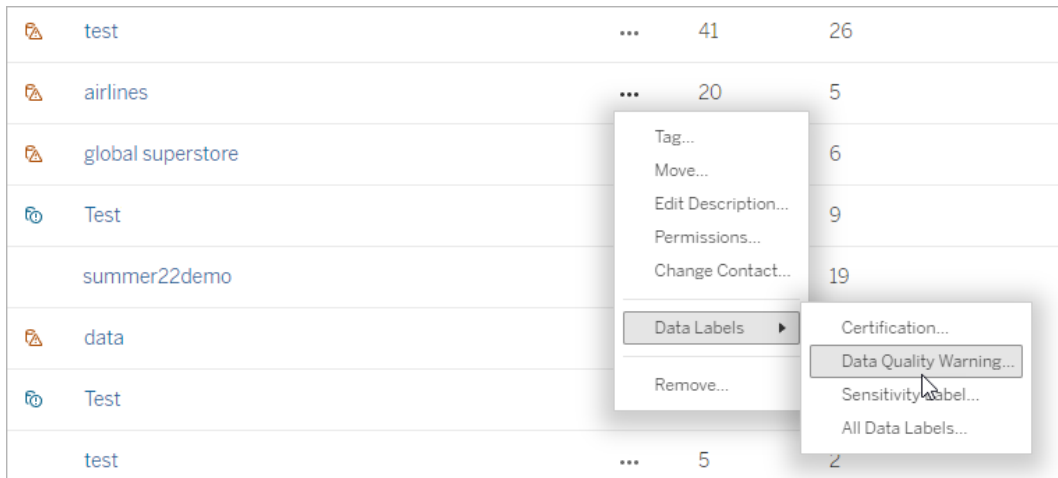 test ••• 41 26
airlines ••• 20 5
global superstore 6
Test 9
summer22demo 19
data
Test
test ••• 5 2
Tag...
Move...
Edit Description...
Permissions...
Change Contact...
Data Labels
Remove...
Certification...
Data Quality Warning...
Sensitivity Label...
All Data Labels...